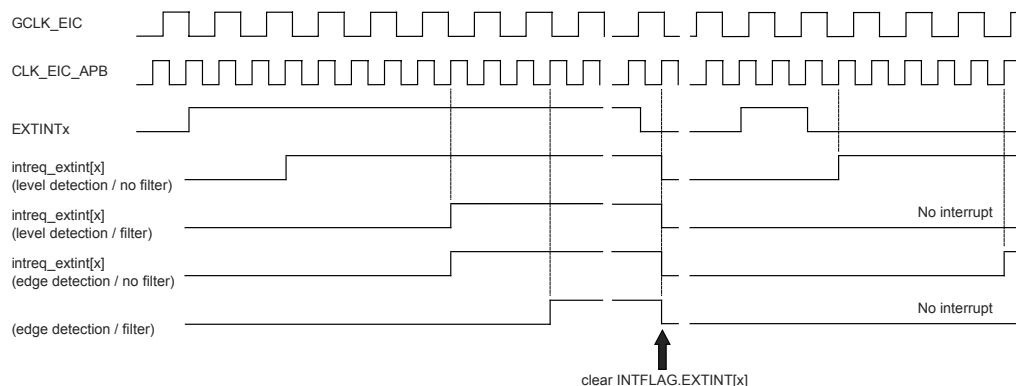 GCLK_EIC
CLK_EIC_APB
EXTINTx
intreq_extint[x]
(level detection / no filter)
intreq_extint[x]
(level detection / filter)
No interrupt
intreq_extint[x]
(edge detection / no filter)
(edge detection / filter)
No interrupt
clear INTFLAG.EXTINT[x]